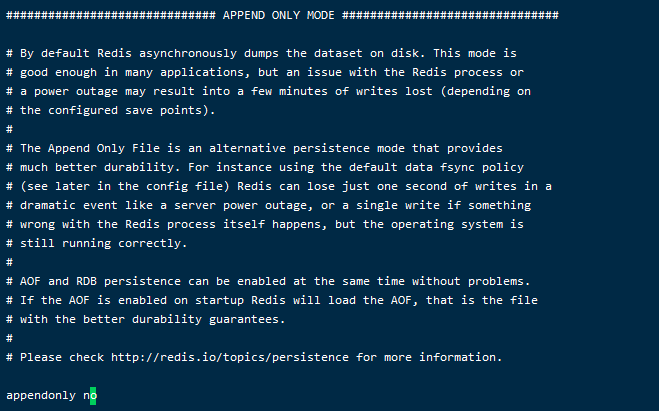 ############################## APPEND ONLY MODE ###############################
# By default Redis asynchronously dumps the dataset on disk. This mode is
# good enough in many applications, but an issue with the Redis process or
# a power outage may result into a few minutes of writes lost (depending on
# the configured save points).
#
# The Append Only File is an alternative persistence mode that provides
# much better durability. For instance using the default data fsync policy
# (see later in the config file) Redis can lose just one second of writes in a
# dramatic event like a server power outage, or a single write if something
# wrong with the Redis process itself happens, but the operating system is
# still running correctly.
#
# AOF and RDB persistence can be enabled at the same time without problems.
# If the AOF is enabled on startup Redis will load the AOF, that is the file
# with the better durability guarantees.
#
# Please check http://redis.io/topics/persistence for more information.
appendonly no